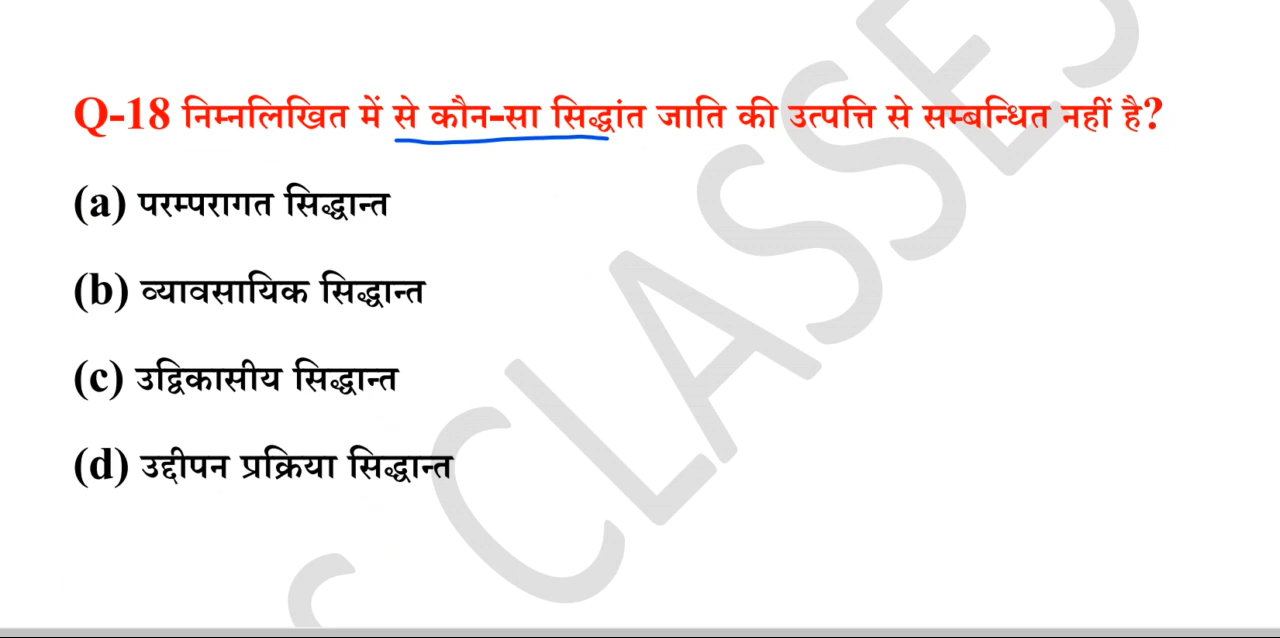 Q-18 निम्नलिखित में से कौन-सा सिद्धांत जाति की उत्पत्ति से सम्बन्धित नहीं है?
(a) परम्परागत सिद्धान्त
(b) व्यावसायिक सिद्धान्त
(c) उद्विकासीय सिद्धान्त
(d) उद्दीपन प्रक्रिया सिद्धान्त
CLASSES